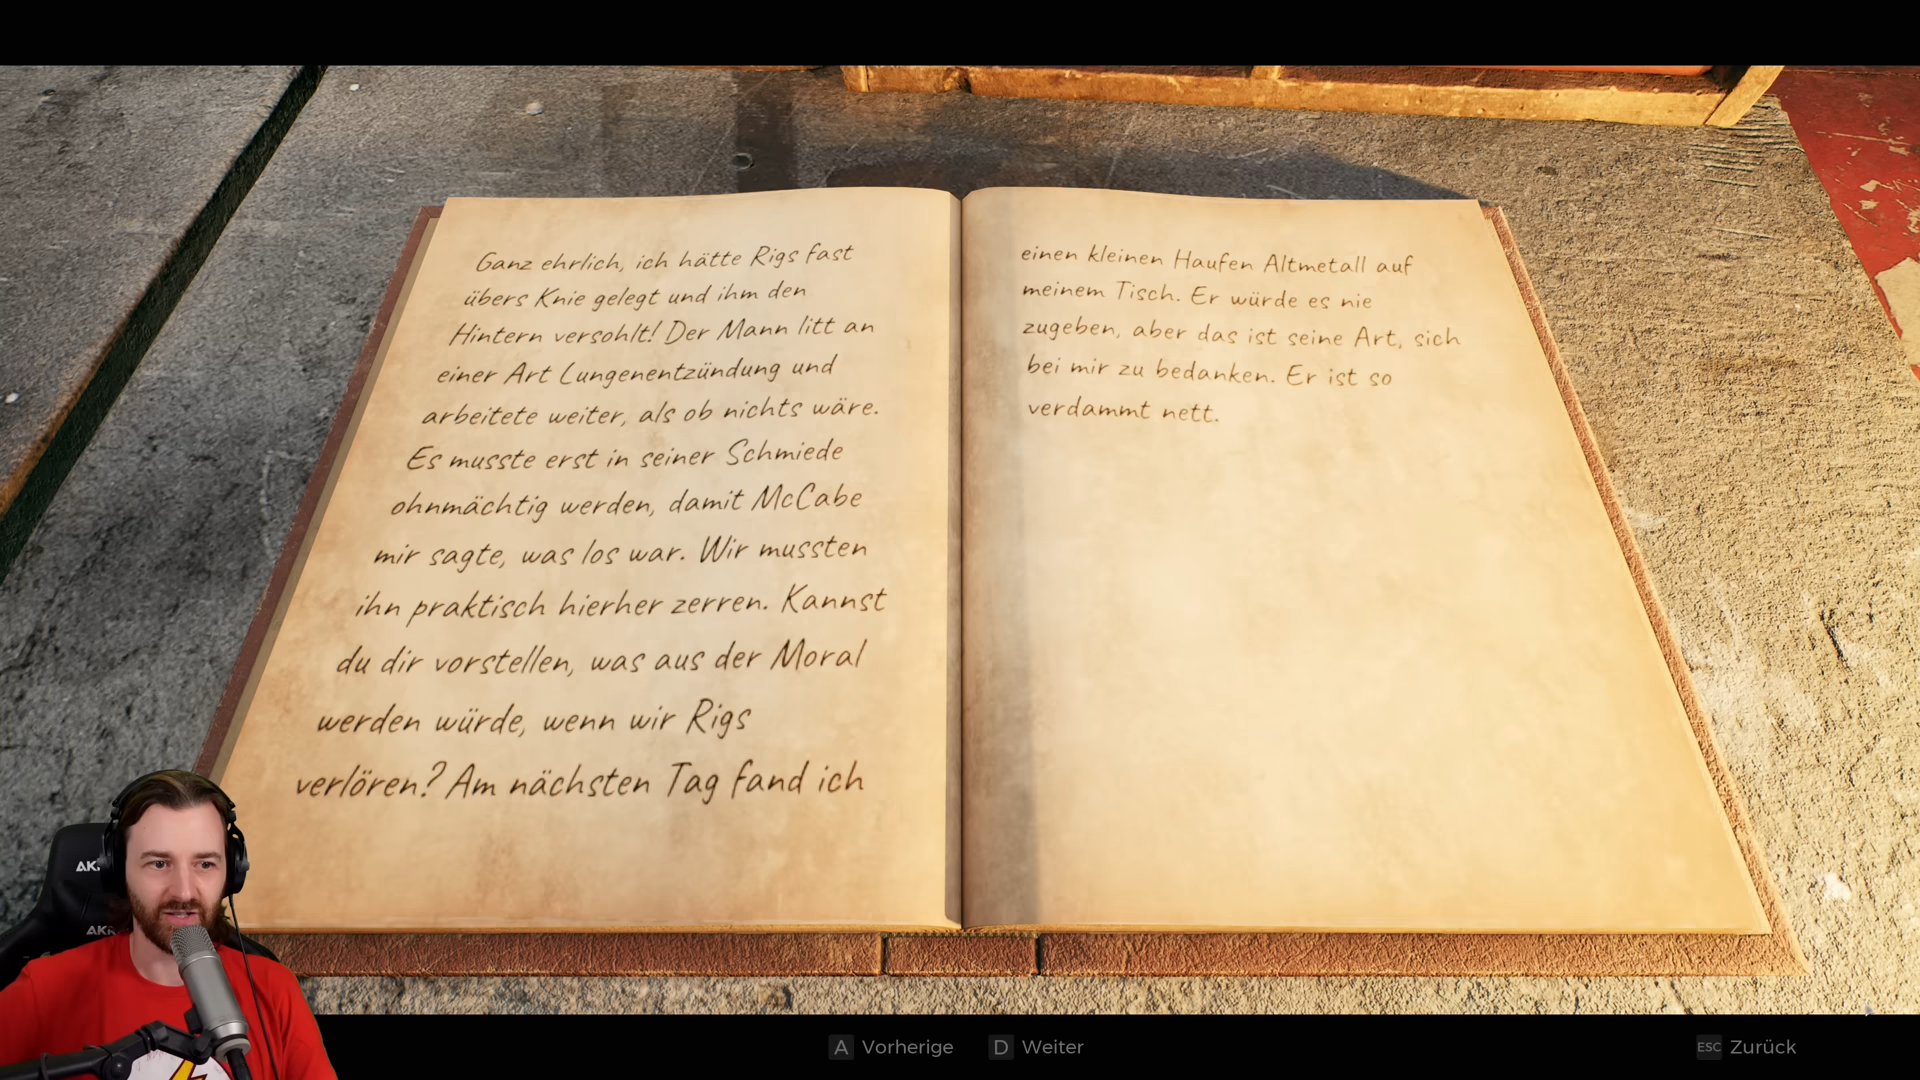 Ganz ehrlich, ich hätte Rigs fast
übers Knie gelegt und ihm den
Hintern versohlt! Der Mann litt an
einer Art Lungenentzündung und
arbeitete weiter, als ob nichts wäre.
Es musste erst in seiner Schmiede
ohnmächtig werden, damit McCabe
mir sagte, was los war. Wir mussten
ihn praktisch hierher zerren. Kannst
du dir vorstellen, was aus der Moral
werden würde, wenn wir Rigs
verlören? Am nächsten Tag fand ich
einen kleinen Haufen Altmetall auf
meinem Tisch. Er würde es nie
zugeben, aber das ist seine Art, sich
bei mir zu bedanken. Er ist so
verdammt nett.
A Vorherige D Weiter
ESC Zurück